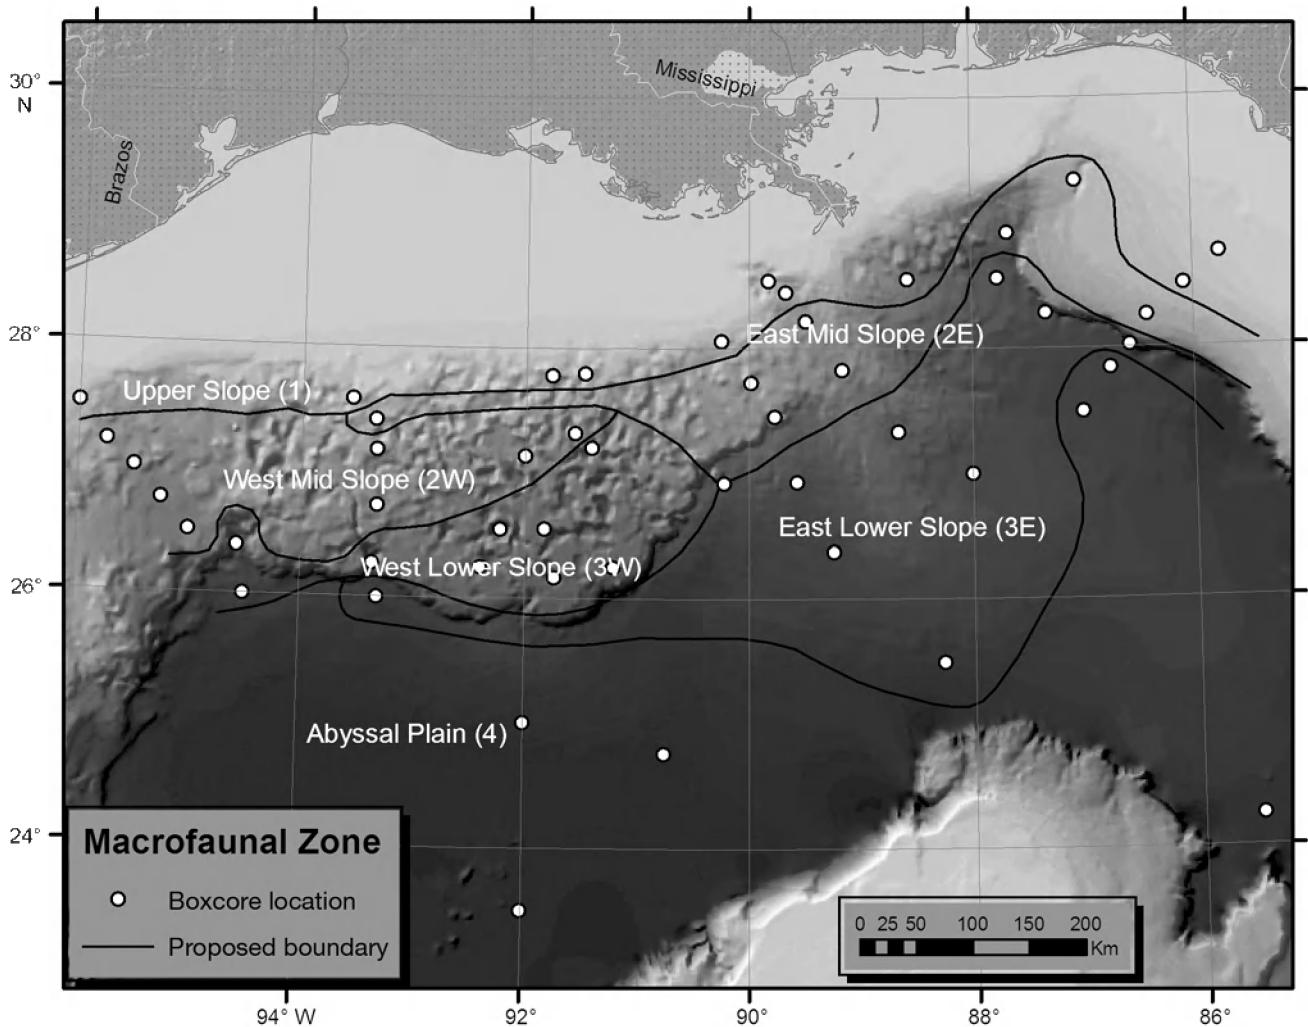 Mississippi
30°
N
Brazos
28°
East Mid Slope (2E)
Upper Slope (1)
West Mid Slope (2W)
East Lower Slope (3E)
West Lower Slope (3W)
26°
Abyssal Plain (4)
24°
Macrofaunal Zone
Boxcore location
Proposed boundary
0 25 50 100 150 200
Km
94° W 92° 90° 88° 86°